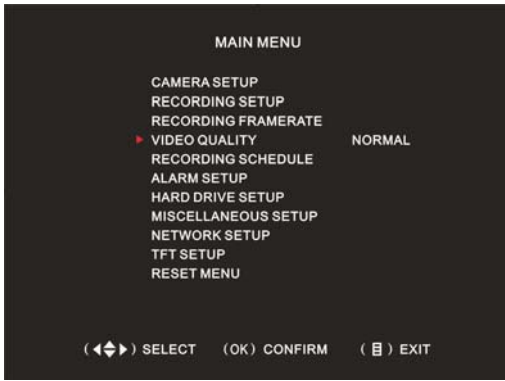 MAIN MENU
CAMERA SETUP
RECORDING SETUP
RECORDING FRAMERATE
VIDEO QUALITY NORMAL
RECORDING SCHEDULE
ALARM SETUP
HARD DRIVE SETUP
MISCELLANEOUS SETUP
NETWORK SETUP
TFT SETUP
RESET MENU
(◀◆▶) SELECT (OK) CONFIRM (目) EXIT